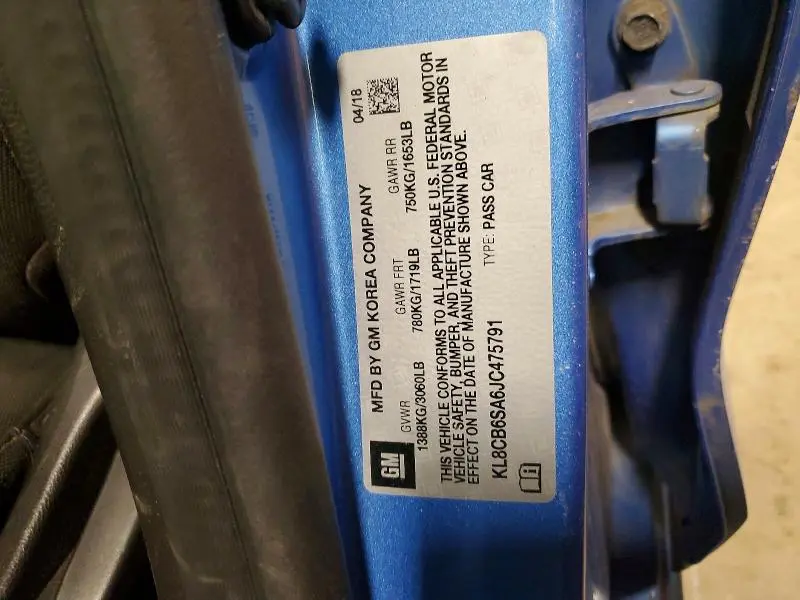 GM
MFD BY GM KOREA COMPANY
04/18
GVWR
GAWR FRT
GAWR RR
1388KG/3060LB
780KG/1719LB
750KG/1653LB
THIS VEHICLE CONFORMS TO ALL APPLICABLE U.S. FEDERAL MOTOR
VEHICLE SAFETY, BUMPER, AND THEFT PREVENTION STANDARDS IN
EFFECT ON THE DATE OF MANUFACTURE SHOWN ABOVE.
KL8CB6SA6JC475791
TYPE: PASS CAR